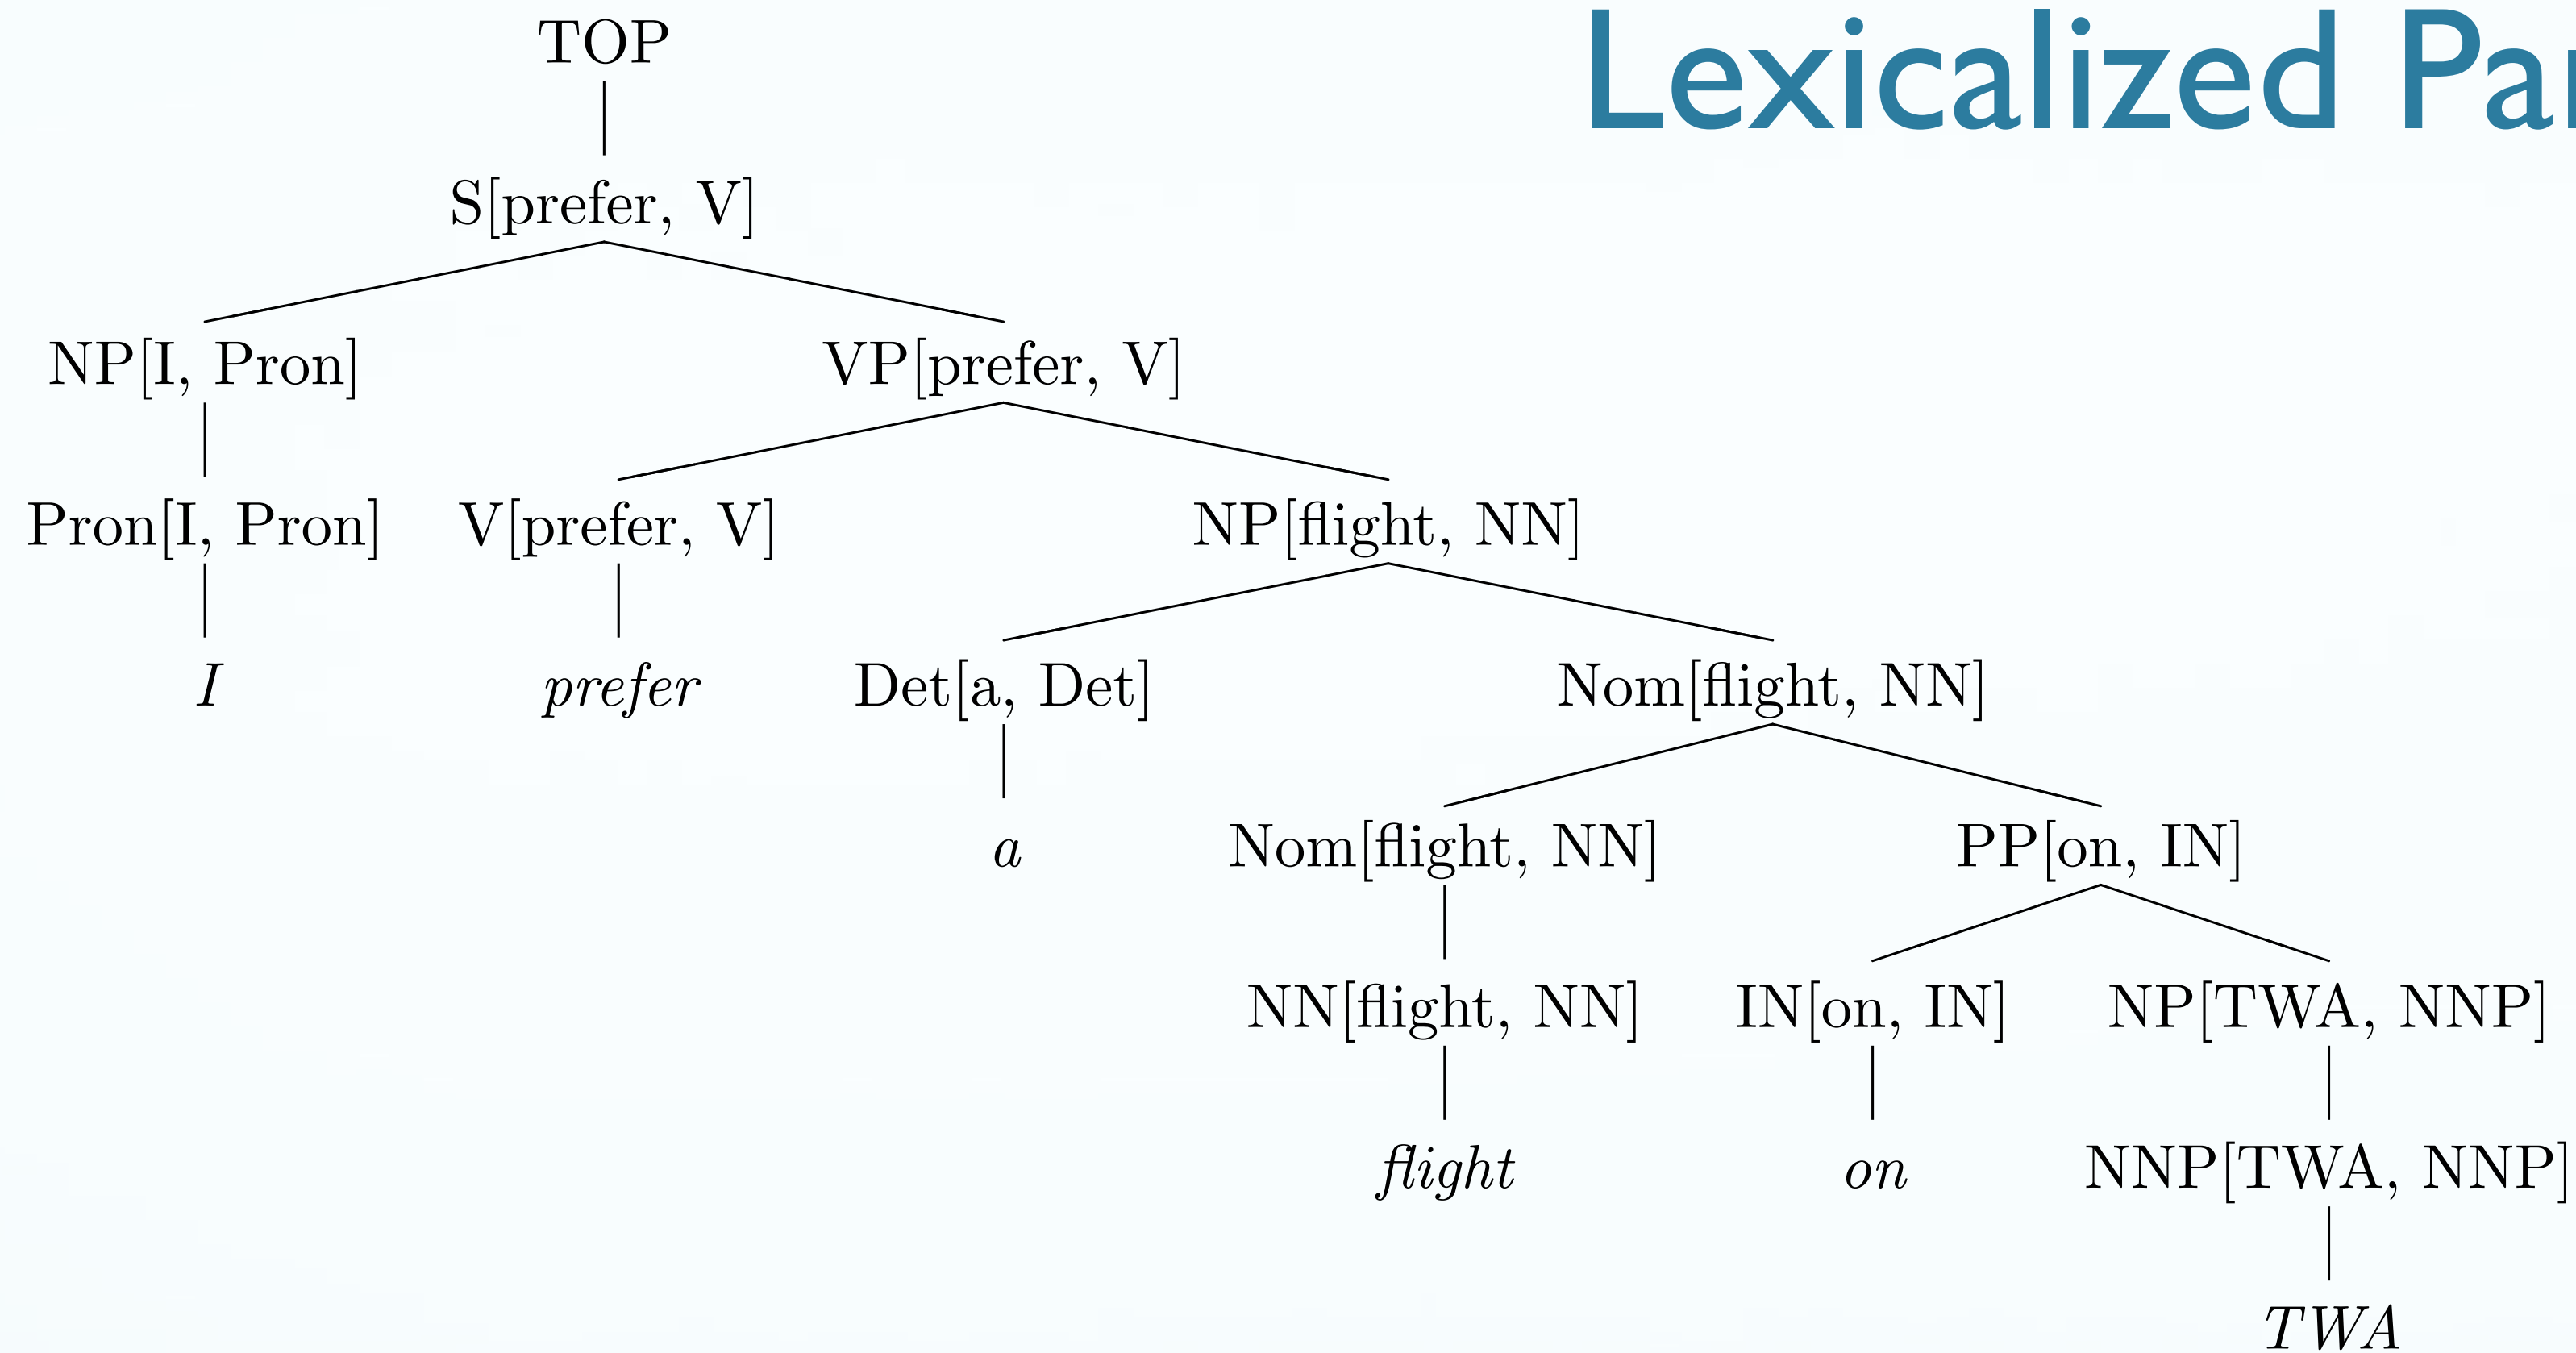 Lexicalized
TOP
S[prefer, V]
NP[I, Pron] VP[prefer, V]
Pron[I, Pron] V[prefer, V] NP[flight, NN]
I prefer Det[a, Det] Nom[flight, NN]
a Nom[flight, NN] PP[on, IN]
NN[flight, NN] IN[on, IN] NP[TWA, NNP]
flight on NNP[TWA, NNP]
TWA